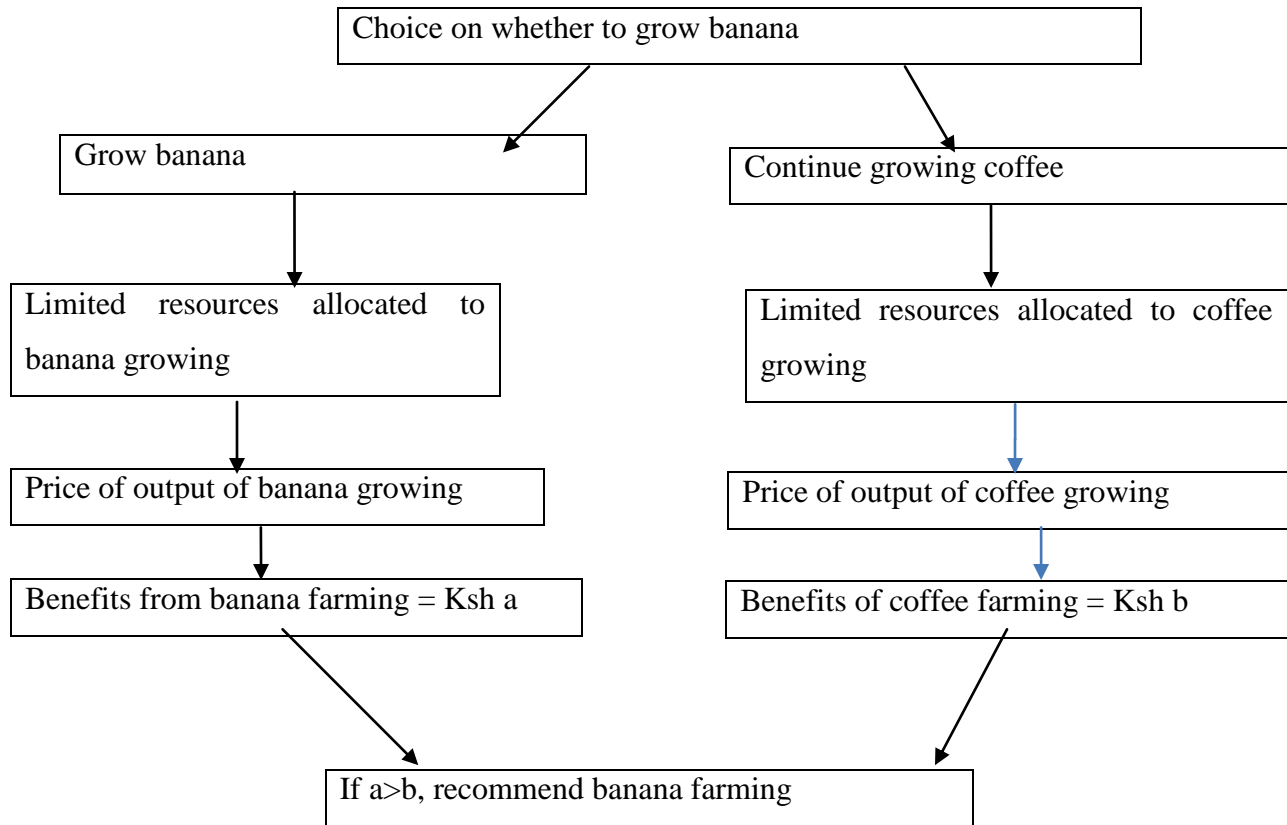 Choice on whether to grow banana
Grow banana
Continue growing coffee
Limited resources allocated to
banana growing
Limited resources allocated to coffee
growing
Price of output of banana growing
Price of output of coffee growing
Benefits from banana farming = Ksh a
Benefits of coffee farming = Ksh b
If a>b, recommend banana farming